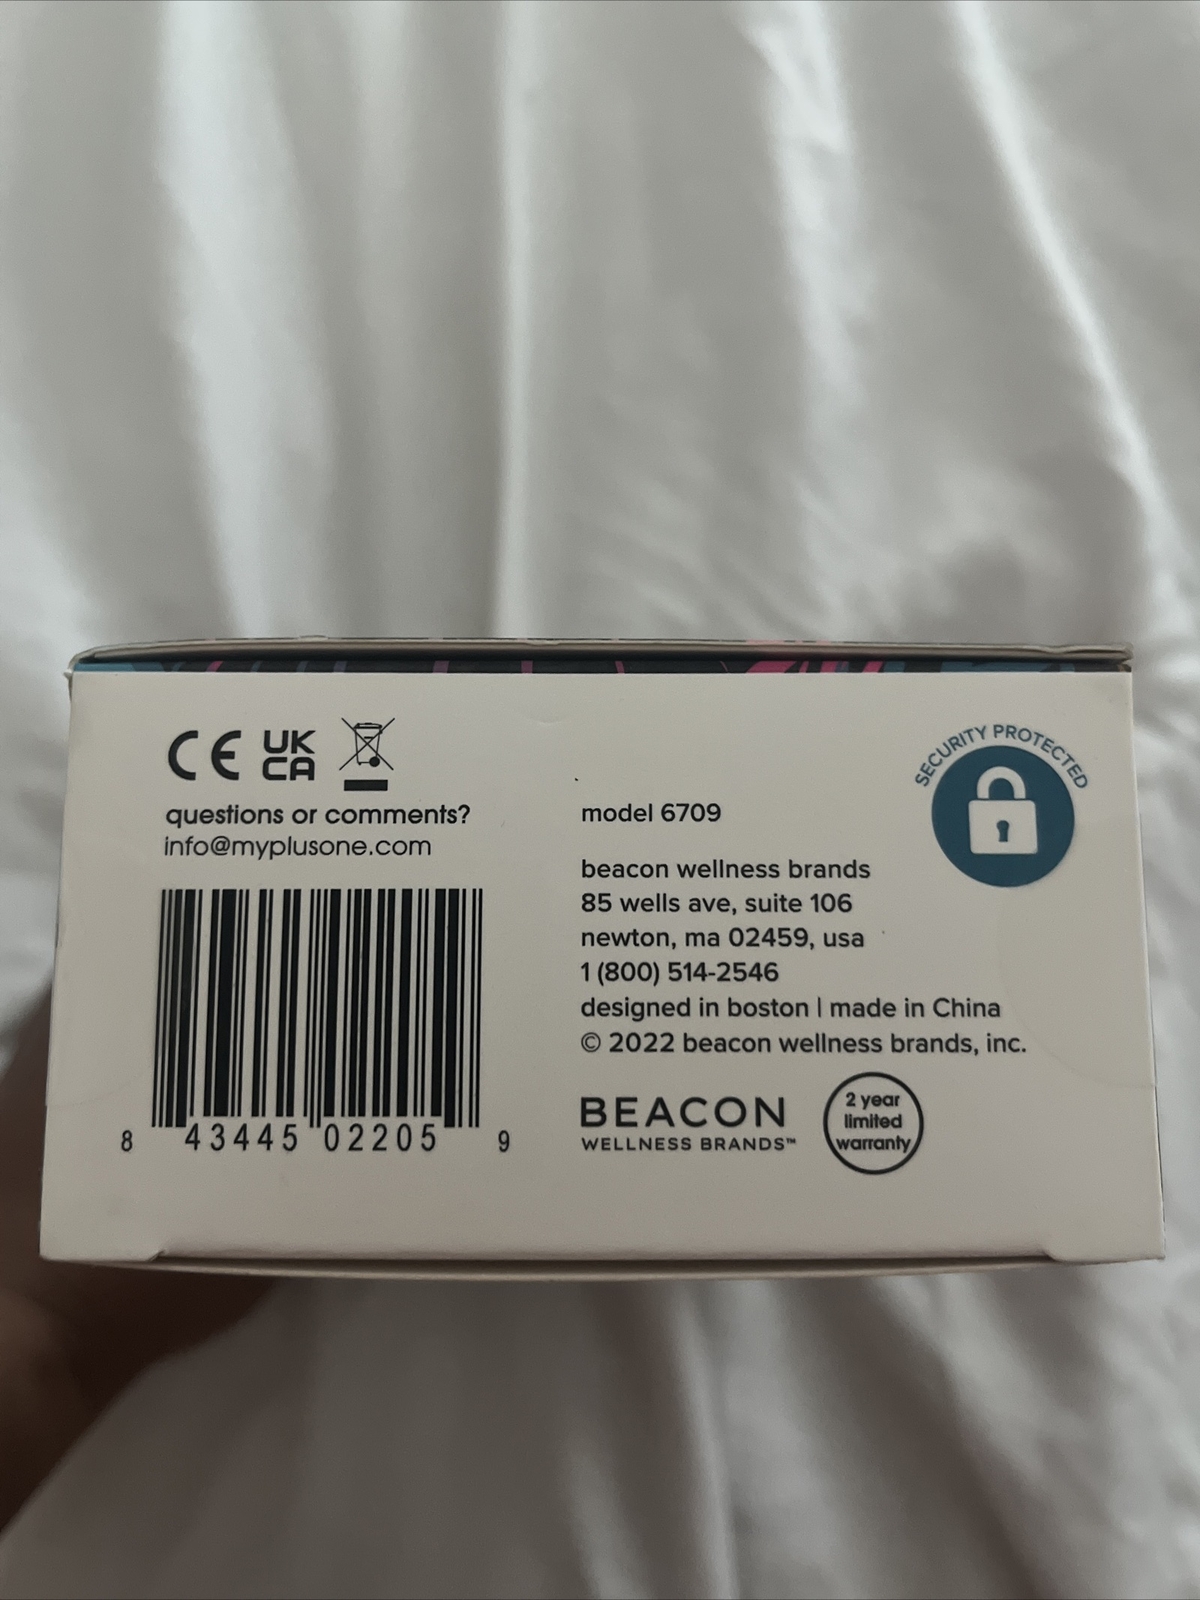 CE UK
CA
questions or comments?
info@myplusone.com
8 43445 02205 9
SECURITY PROTECTED
model 6709
beacon wellness brands
85 wells ave, suite 106
newton, ma 02459, usa
1 (800) 514-2546
designed in boston | made in China
© 2022 beacon wellness brands, inc.
BEACON
WELLNESS BRANDS™
2 year
limited
warranty